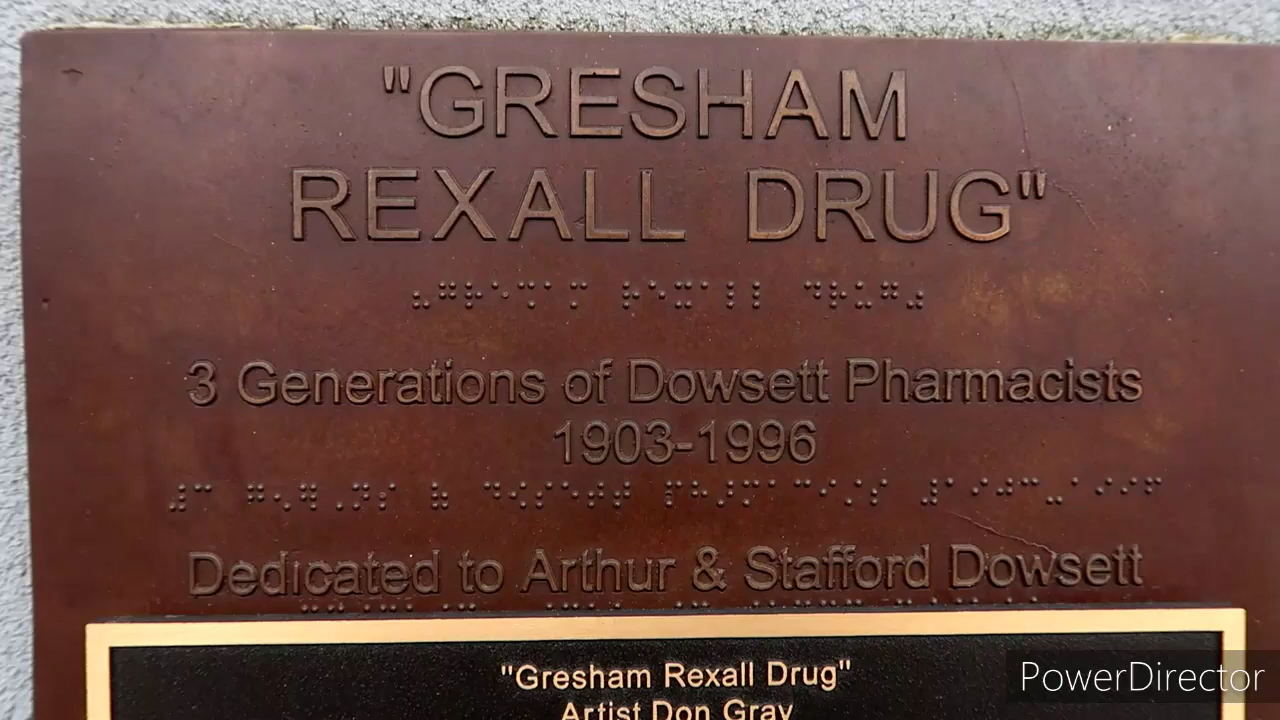 "GRESHAM
REXALL DRUG"
3 Generations of Dowsett Pharmacists
1903-1996
Dedicated to Arthur & Stafford Dowsett
"Gresham Rexall Drug"
Artist Don Gray
PowerDirector